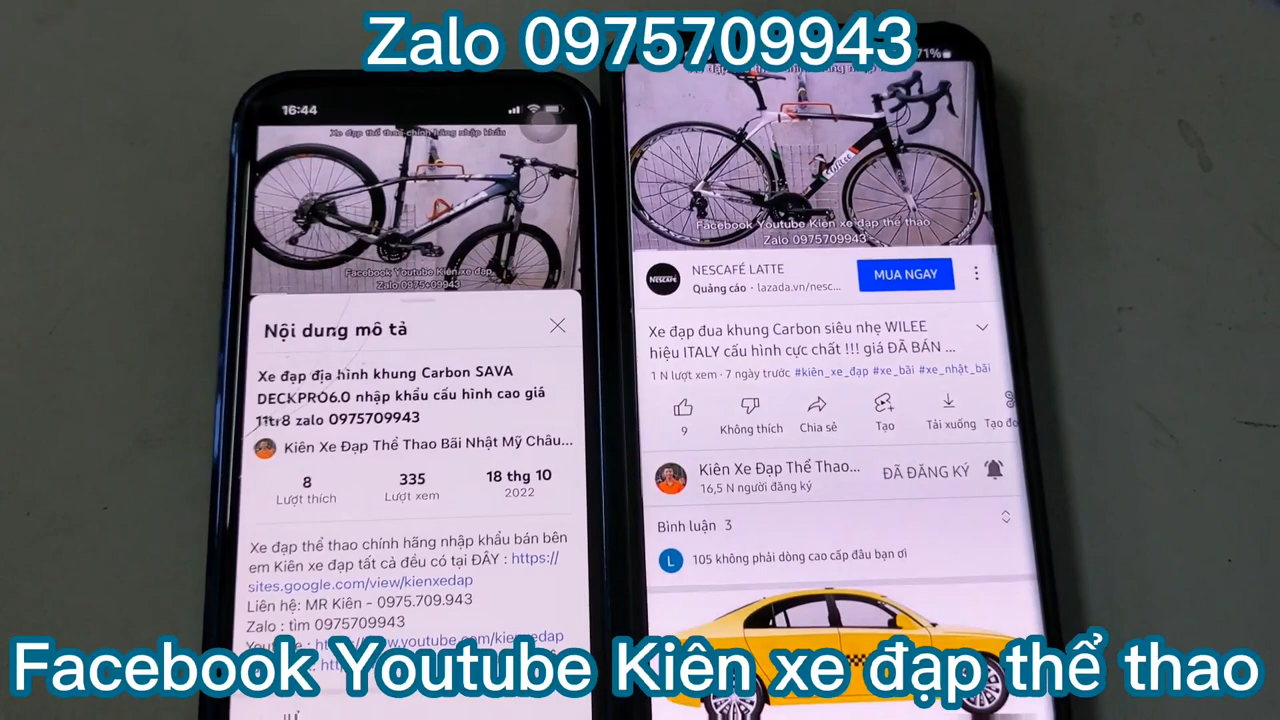 Zalo 0975709943
16:44
Xe đạp thể thao chính hãng nhập khẩu
Facebook Youtube Kiên xe đạp
Zalo 0975709943
Nội dung mô tả
Xe đạp địa hình khung Carbon SAVA
DECKPRO6.0 nhập khẩu cấu hình cao giá
11tr8 zalo 0975709943
Kiên Xe Đạp Thể Thao Bãi Nhật Mỹ Châu...
8
Lượt thích
335
Lượt xem
18 thg 10
2022
Xe đạp thể thao chính hãng nhập khẩu bán bên
em Kiên xe đạp tất cả đều có tại ĐÂY : https://
sites.google.com/view/kienxedap
Liên hệ: MR Kiên - 0975.709.943
Zalo : tìm 0975709943
71%
WILEE
Facebook Youtube Kiên xe đạp thể thao
Zalo 0975709943
NESCAFÉ
NESCAFÉ LATTE
Quảng cáo · lazada.vn/nesc...
MUA NGAY
Xe đạp đua khung Carbon siêu nhẹ WILEE
hiệu ITALY cấu hình cực chất !!! giá ĐÃ BÁN ...
1 N lượt xem · 7 ngày trước #kiên_xe_đạp #xe_bãi #xe_nhật_bãi
9
Không thích
Chia sẻ
Tạo
Tải xuống
Tạo đo
Kiên Xe Đạp Thể Thao...
16,5 N người đăng ký
ĐÃ ĐĂNG KÝ
Bình luận 3
L
105 không phải dòng cao cấp đâu bạn ơi
Facebook Youtube Kiên xe đạp thể thao